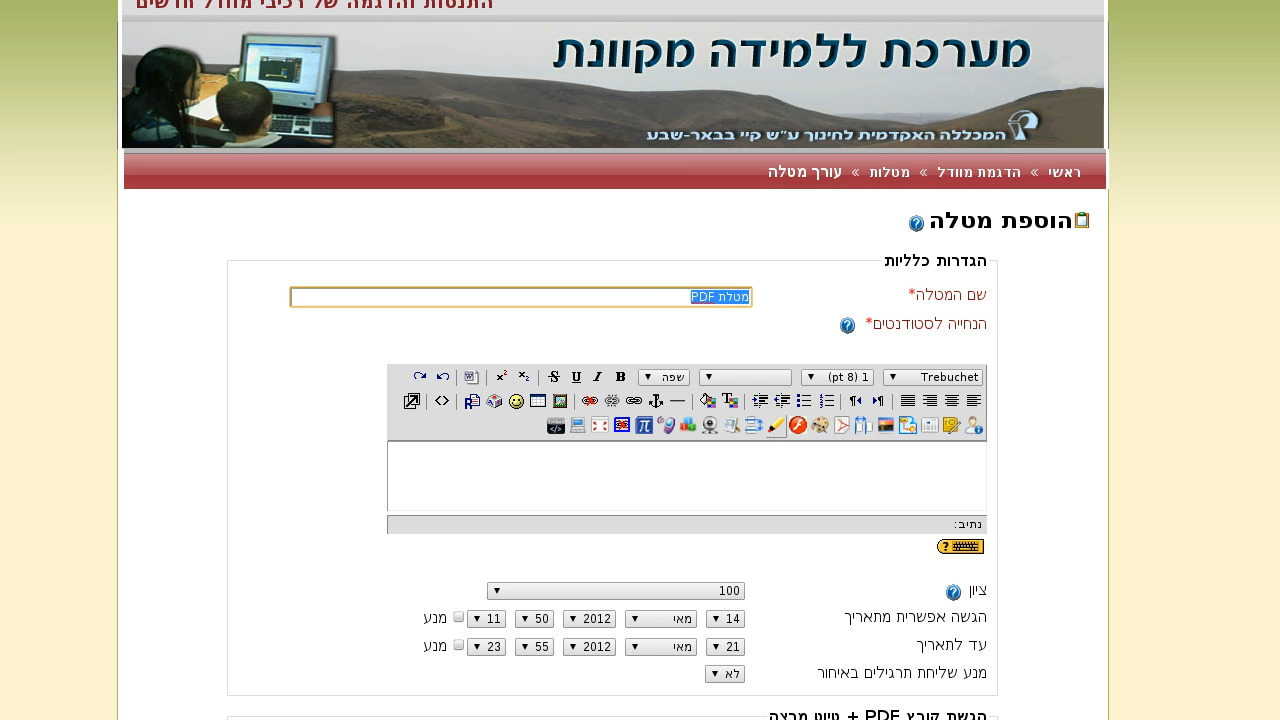 התנסות והדגמה של רכיבי מוודל חדשים
מערכת ללמידה מקוונת
המכללה האקדמית לחינוך ע"ש קיי בבאר-שבע
ראשי » הדגמת מוודל » מטלות » עורך מטלה
הוספת מטלה
הגדרות כלליות
שם המטלה* מטלת PDF
הנחייה לסטודנטים*
Trebuchet 1 (8 pt) שפה B I U S
נתיב:
ציון 100
הגשה אפשרית מתאריך 14 מאי 2012 50 11 מנע
עד לתאריך 21 מאי 2012 55 23 מנע
מנע שליחת תרגילים באיחור לא
הגשת קובץ PDF + טיוט מרצה